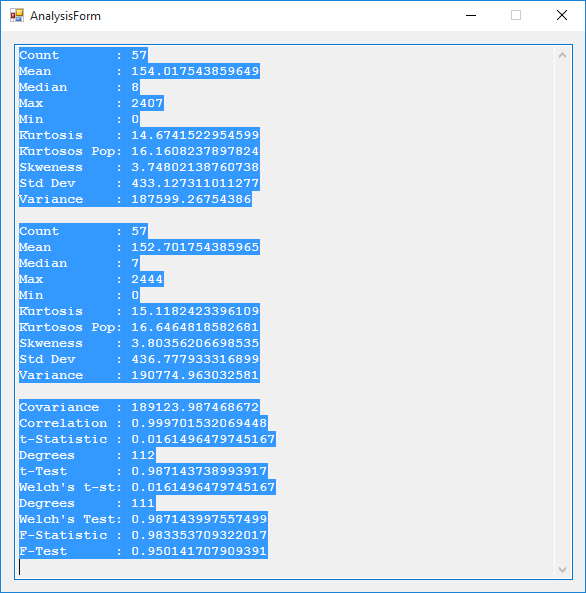 AnalysisForm
Count       : 57
Mean        : 154.017543859649
Median      : 8
Max         : 2407
Min         : 0
Kurtosis    : 14.6741522954599
Kurtosos Pop: 16.1608237897824
Skweness    : 3.74802138760738
Std Dev     : 433.127311011277
Variance    : 187599.26754386
Count       : 57
Mean        : 152.701754385965
Median      : 7
Max         : 2444
Min         : 0
Kurtosis    : 15.1182423396109
Kurtosos Pop: 16.6464818582681
Skweness    : 3.80356206698535
Std Dev     : 436.777933316899
Variance    : 190774.963032581
Covariance  : 189123.987468672
Correlation : 0.999701532069448
t-Statistic : 0.0161496479745167
Degrees     : 112
t-Test      : 0.987143738993917
Welch's t-st: 0.0161496479745167
Degrees     : 111
Welch's Test: 0.987143997557499
F-Statistic : 0.983353709322017
F-Test      : 0.950141707909391